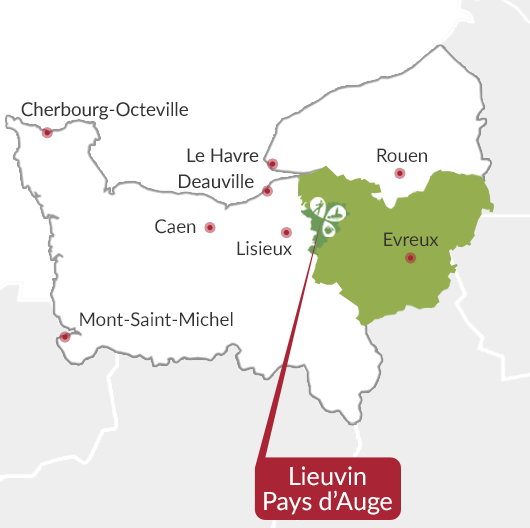 Cherbourg-Octeville
Le Havre
Rouen
Deauville
Caen
Lisieux
Evreux
Mont-Saint-Michel
Lieuvin
Pays d'Auge